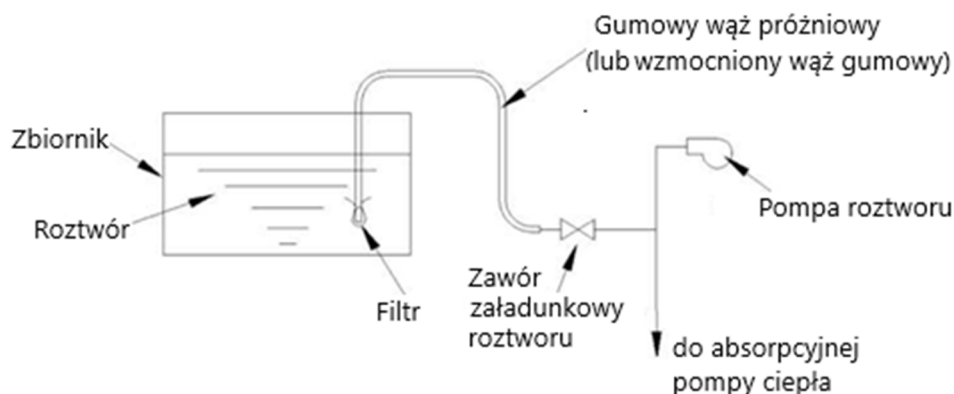 Gumowy wąż próżniowy
(lub wzmocniony wąż gumowy)
Zbiornik
Roztwór
Filtr
Zawór
załadunkowy
roztworu
Pompa roztworu
do absorpcyjnej
pompy ciepła